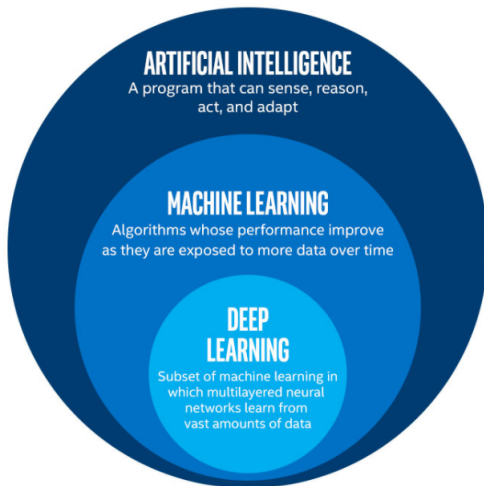 ARTIFICIAL INTELLIGENCE
A program that can sense, reason,
act, and adapt
MACHINE LEARNING
Algorithms whose performance improve
as they are exposed to more data over time
DEEP
LEARNING
Subset of machine learning in
which multilayered neural
networks learn from
vast amounts of data